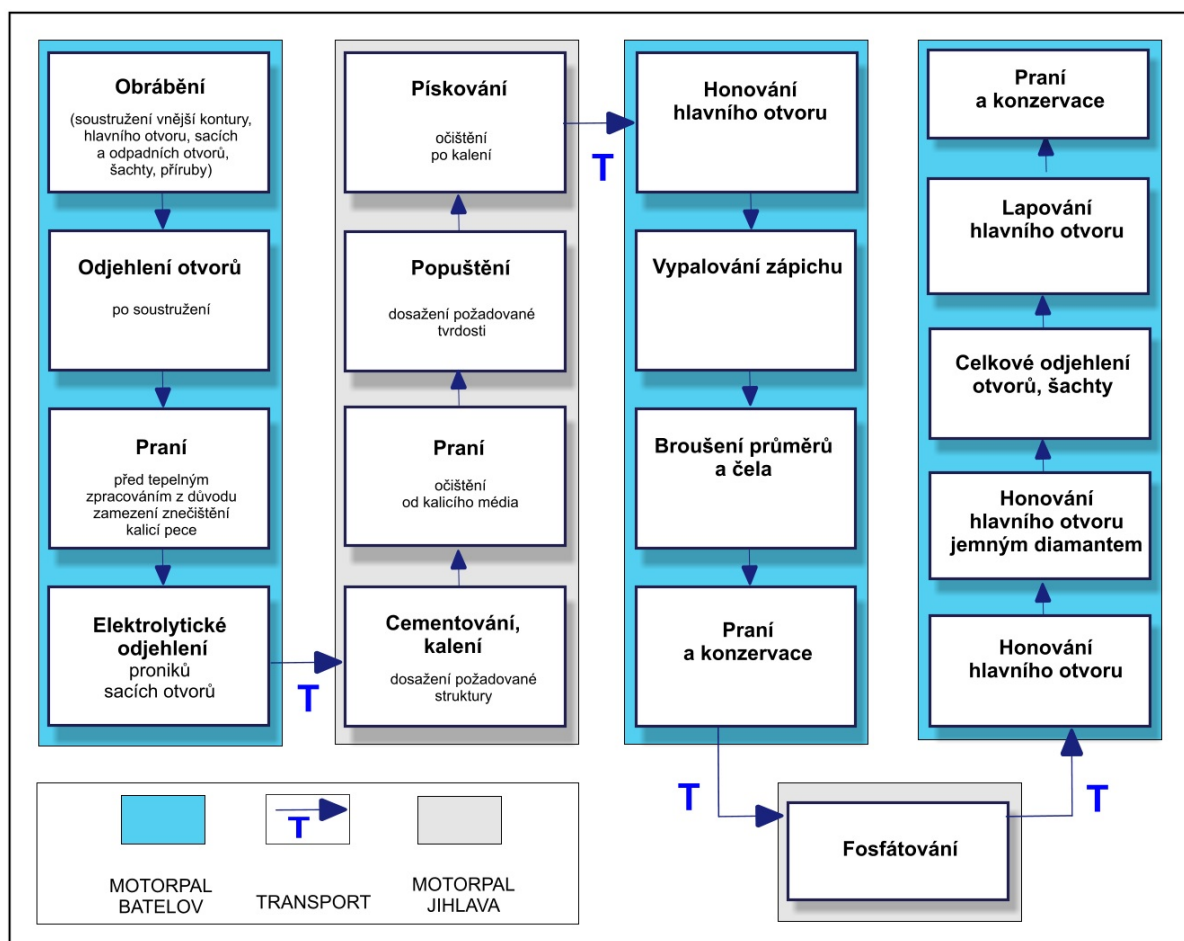 Obrábění
(soustružení vnější kontury,
hlavního otvoru, sacích
a odpadních otvorů,
šachty, příruby)
Odjehlení otvorů
po soustružení
Praní
před tepelným
zpracováním z důvodu
zamezení znečištění
kalicí pece
Elektrolytické
odjehlení
proniků
sacích otvorů
T
Cementování,
kalení
dosažení požadované
struktury
Praní
očištění
od kalicího média
Popuštění
dosažení požadované
tvrdosti
Pískování
očištění
po kalení
T
Honování
hlavního otvoru
Vypalování zápichu
Broušení průměrů
a čela
Praní
a konzervace
T
Fosfátování
T
Honování
hlavního otvoru
Honování
hlavního otvoru
jemným diamantem
Celkové odjehlení
otvorů, šachty
Lapování
hlavního otvoru
Praní
a konzervace
MOTORPAL
BATELOV
T
TRANSPORT
MOTORPAL
JIHLAVA